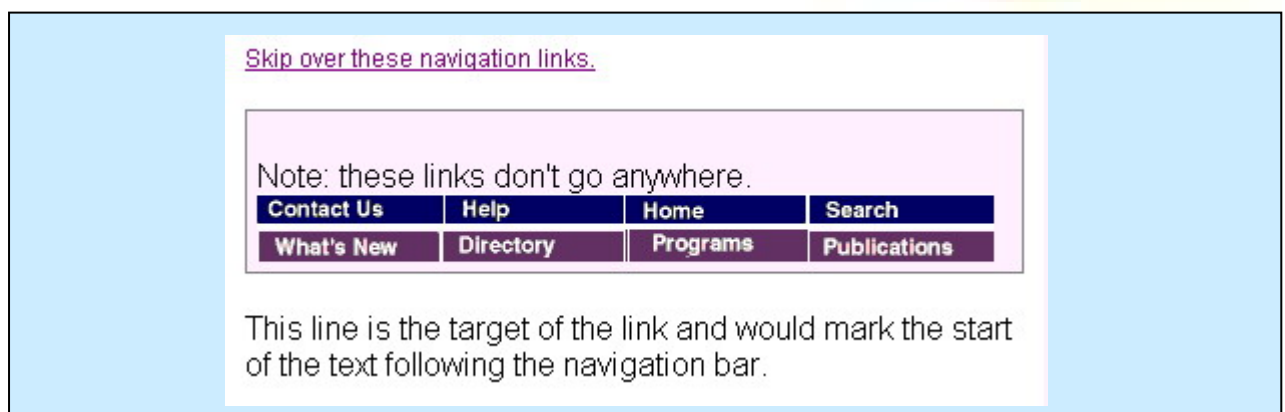 Skip over these navigation links.
Note: these links don't go anywhere.
Contact Us Help Home Search
What's New Directory Programs Publications
This line is the target of the link and would mark the start
of the text following the navigation bar.